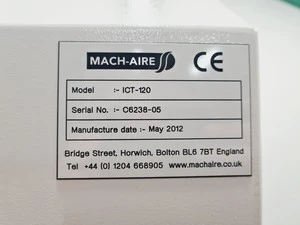 MACH-AIRE CE
Model :- ICT-120
Serial No. :- C6238-05
Manufacture date :- May 2012
Bridge Street, Horwich, Bolton BL6 7BT England
Tel +44 (0) 1204 668905 www.machaire.co.uk